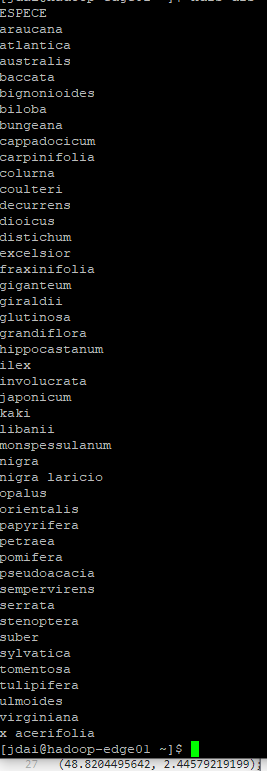 ESPECE
araucana
atlantica
australis
baccata
bignonioides
biloba
bungeana
cappadocicum
carpinifolia
colurna
coulteri
decurrens
dioicus
distichum
excelsior
fraxinifolia
giganteum
giraldii
glutinosa
grandiflora
hippocastanum
ilex
involucrata
japonicum
kaki
libanii
monspessulanum
nigra
nigra laricio
opalus
orientalis
papyrifera
petraea
pomifera
pseudoacacia
sempervirens
serrata
stenoptera
suber
sylvatica
tomentosa
tulipifera
ulmoides
virginiana
x acerifolia
[jdai@hadoop-edge01 ~]$
27 (48.8204495642, 2.44579219199);